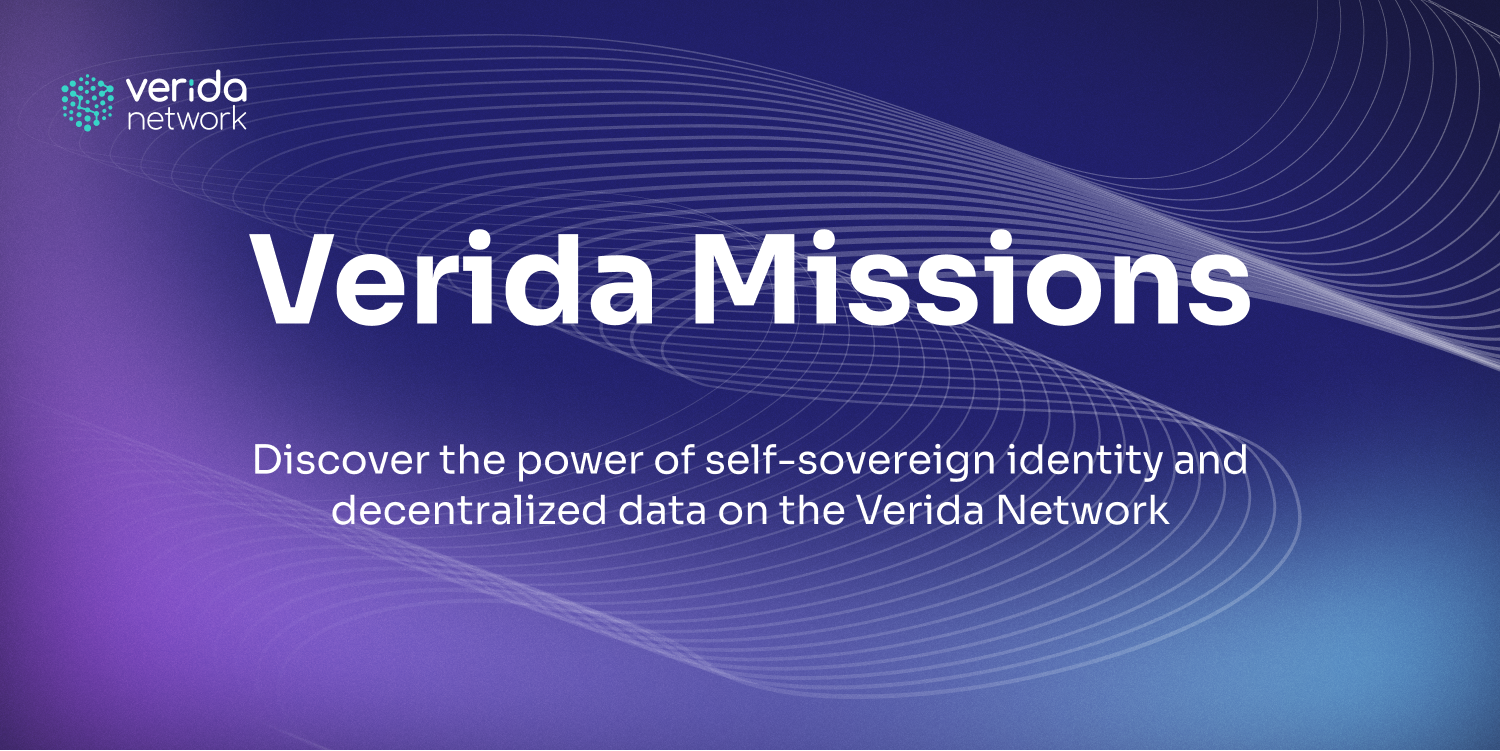 verida
network
Verida Missions
Discover the power of self-sovereign identity and
decentralized data on the Verida Network